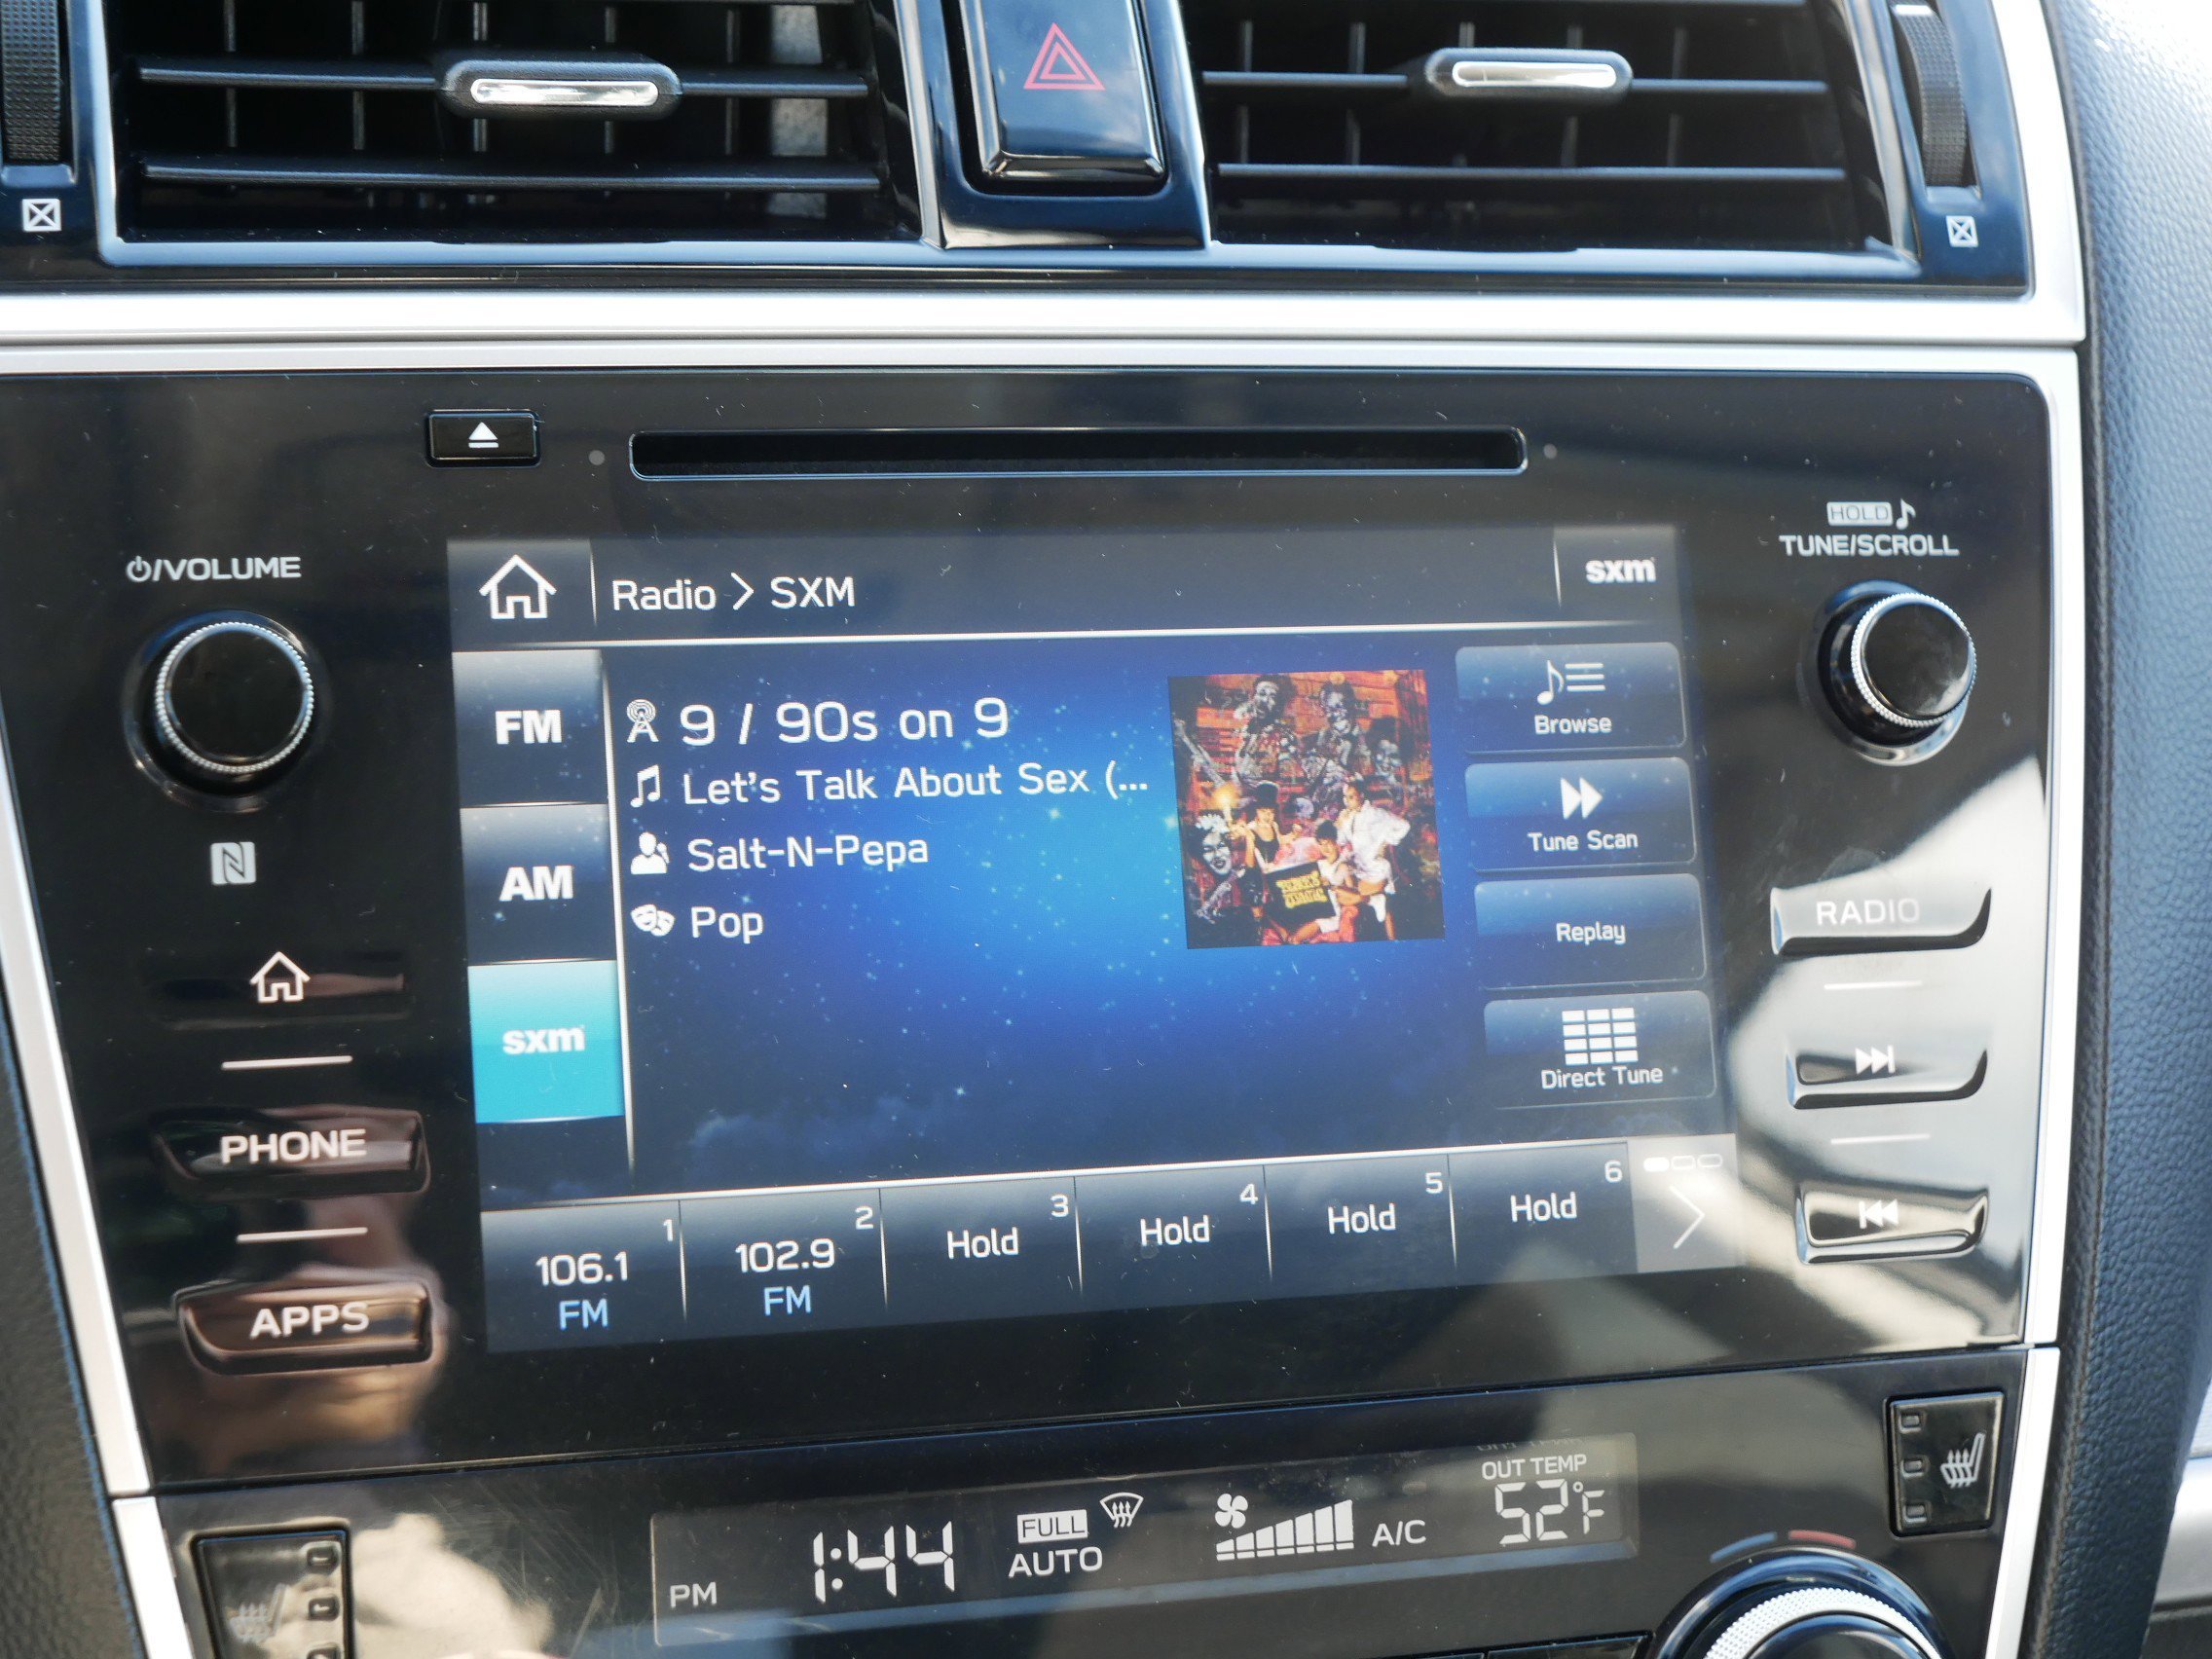 HOLD
TUNE/SCROLL
/VOLUME
Radio > SXM
sxm
FM
9 / 90s on 9
Browse
Let's Talk About Sex (...
Tune Scan
AM
Salt-N-Pepa
Replay
RADIO
Pop
sxm
Direct Tune
PHONE
1
2
3
4
5
6
106.1
FM
102.9
FM
Hold
Hold
Hold
Hold
APPS
OUT TEMP
PM
1:44
FULL
AUTO
A/C
52°F